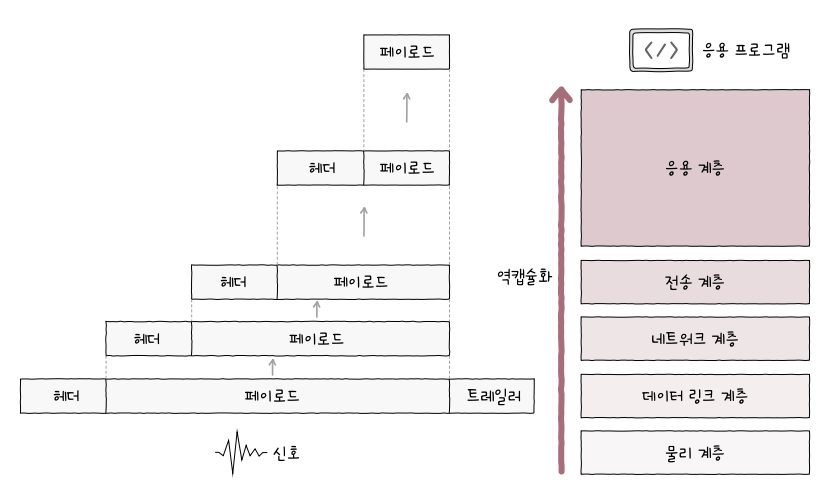 페이로드
</> 응용 프로그램
헤더 페이로드
응용 계층
헤더 페이로드
역캡슐화
전송 계층
헤더 페이로드
네트워크 계층
헤더 페이로드 트레일러
데이터 링크 계층
신호
물리 계층